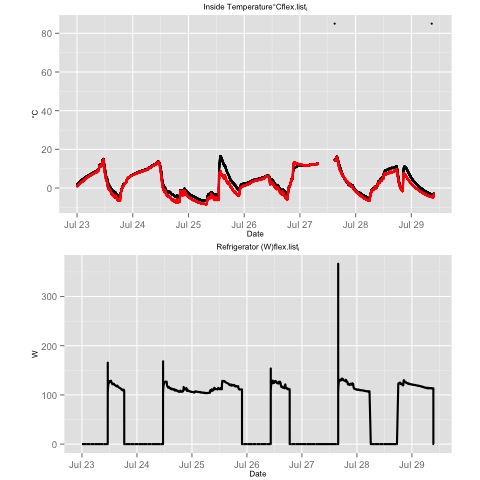 Inside Temperature°Cflex.list,
80
60
40
20
0
°C
Jul 23 Jul 24 Jul 25 Jul 26 Jul 27 Jul 28 Jul 29
Date
Refrigerator (W)flex.list,
300
200
100
0
W
Jul 23 Jul 24 Jul 25 Jul 26 Jul 27 Jul 28 Jul 29
Date